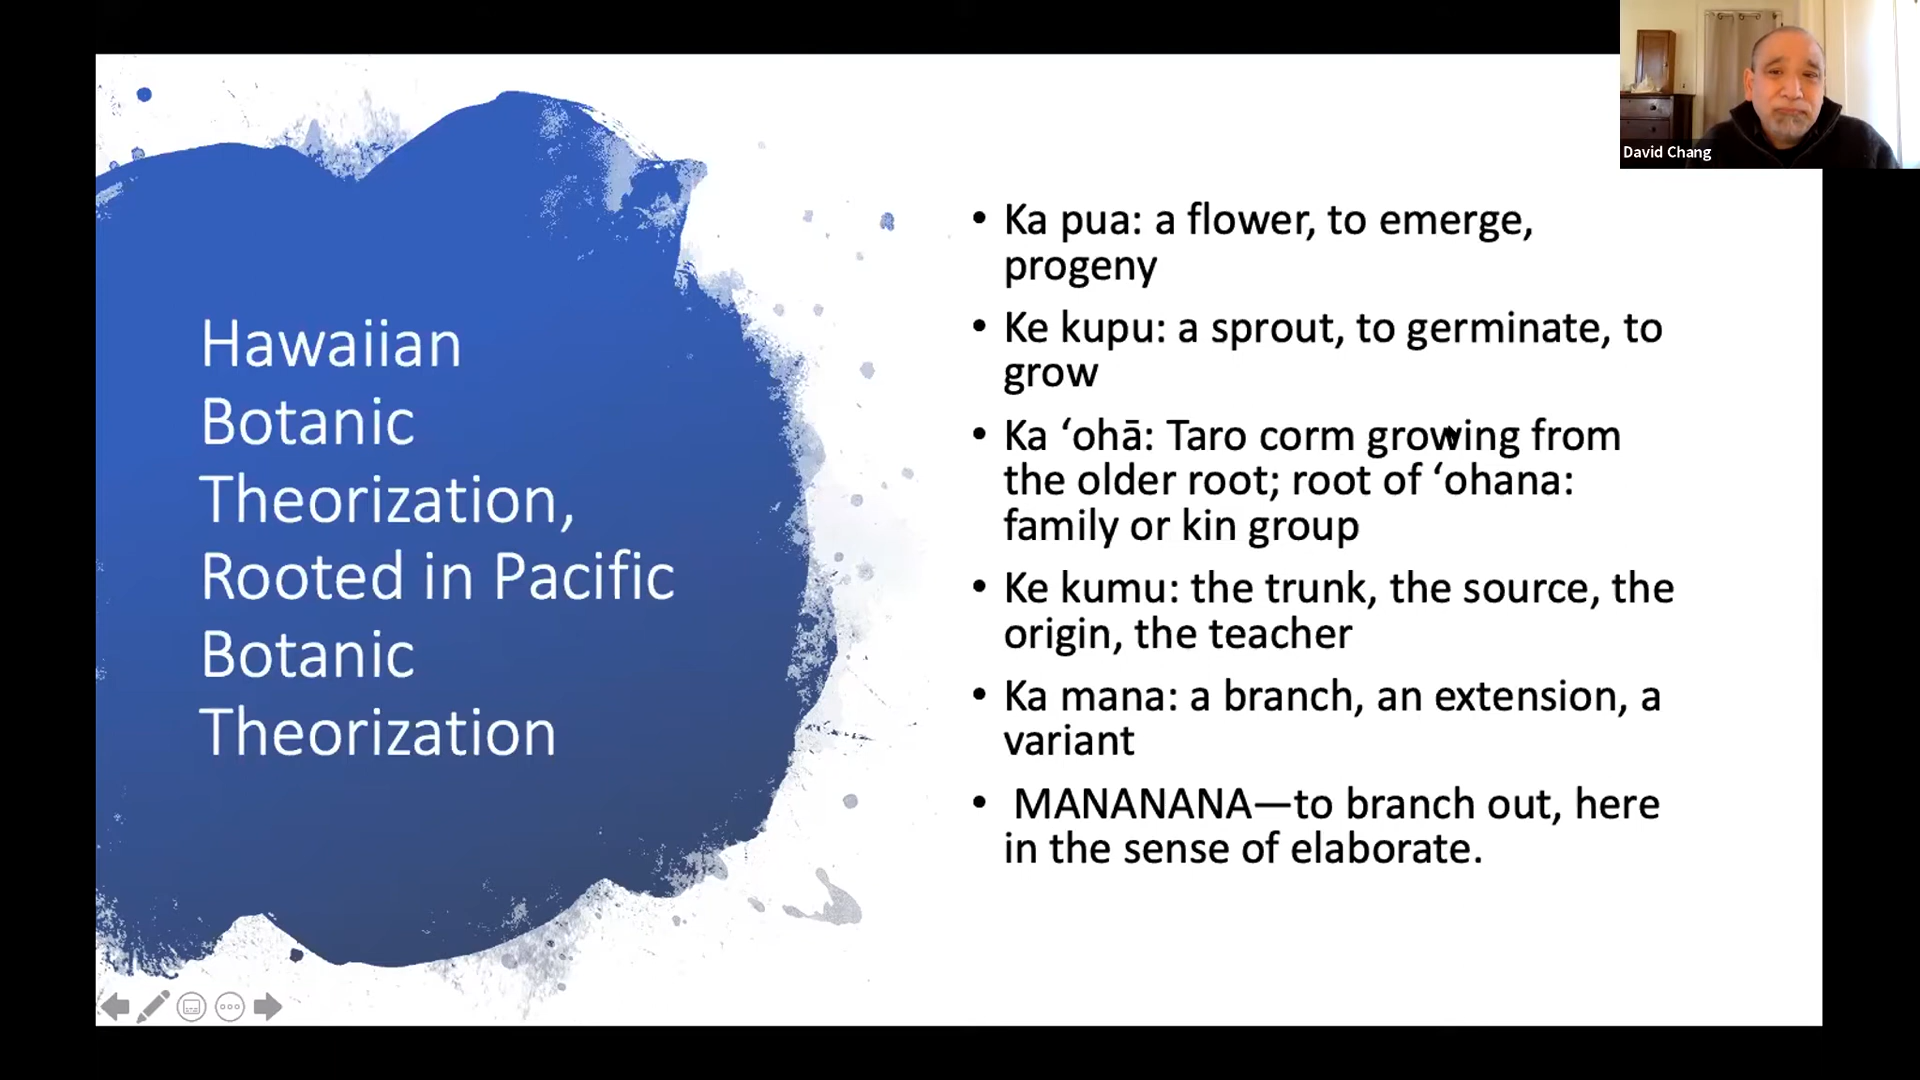 Hawaiian
Botanic
Theorization,
Rooted in Pacific
Botanic
Theorization
• Ka pua: a flower, to emerge,
progeny
• Ke kupu: a sprout, to germinate, to
grow
• Ka ‘ohā: Taro corm growing from
the older root; root of ‘ohana:
family or kin group
• Ke kumu: the trunk, the source, the
origin, the teacher
• Ka mana: a branch, an extension, a
variant
• MANANANA—to branch out, here
in the sense of elaborate.
David Chang